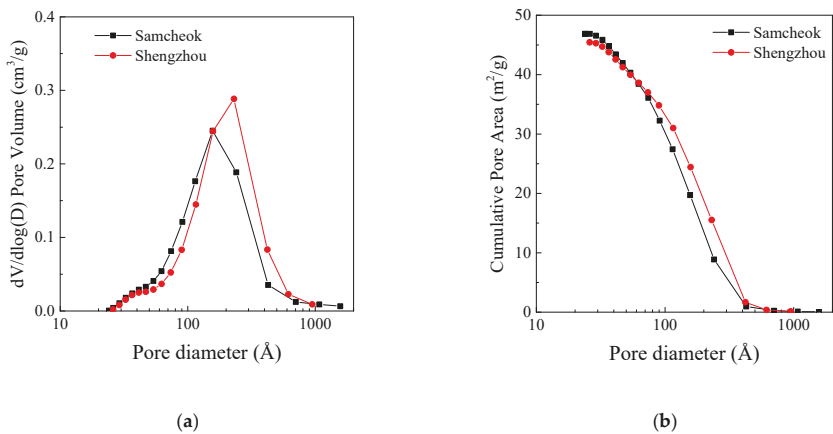 0.4
0.3
0.2
0.1
0.0
10
100
1000
dV/dlog(D) Pore Volume (cm³/g)
Pore diameter (Å)
Samcheok
Shengzhou
(a)
50
40
30
20
10
0
10
100
1000
Cumulative Pore Area (m²/g)
Pore diameter (Å)
Samcheok
Shengzhou
(b)